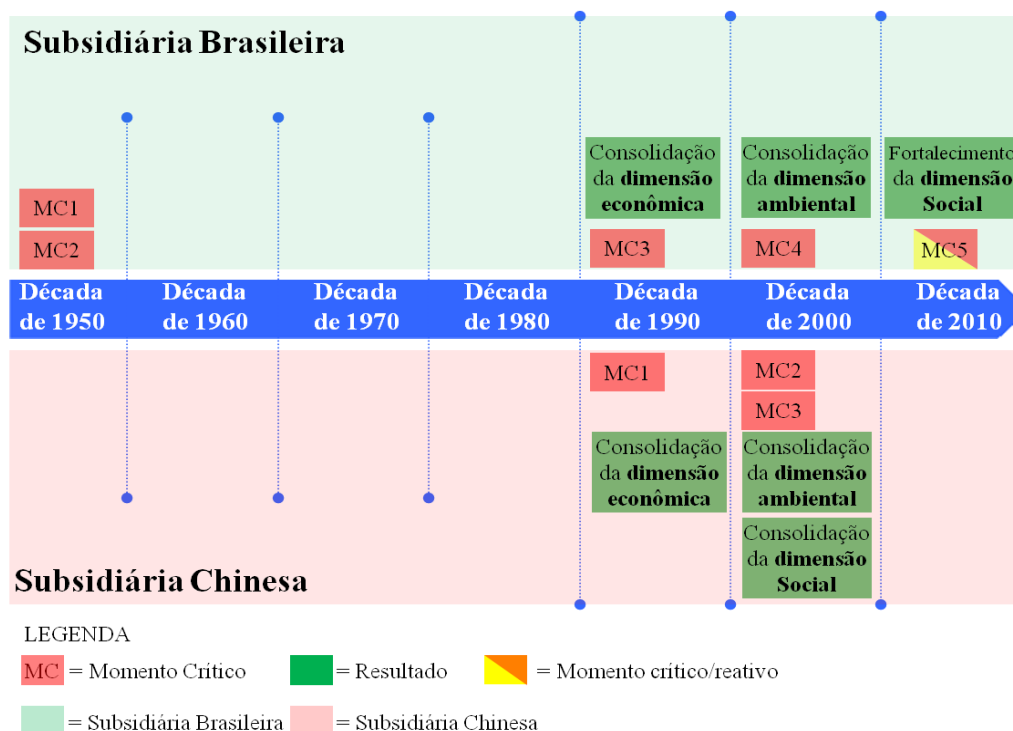 Subsidiária Brasileira
Consolidação
da dimensão
econômica
Consolidação
da dimensão
ambiental
Fortalecimento
da dimensão
Social
MC1
MC2
MC3
MC4
MC5
Década
de 1950
Década
de 1960
Década
de 1970
Década
de 1980
Década
de 1990
Década
de 2000
Década
de 2010
MC1
MC2
MC3
Consolidação
da dimensão
econômica
Consolidação
da dimensão
ambiental
Consolidação
da dimensão
Social
Subsidiária Chinesa
LEGENDA
MC = Momento Crítico
= Resultado
= Momento crítico/reativo
= Subsidiária Brasileira
= Subsidiária Chinesa